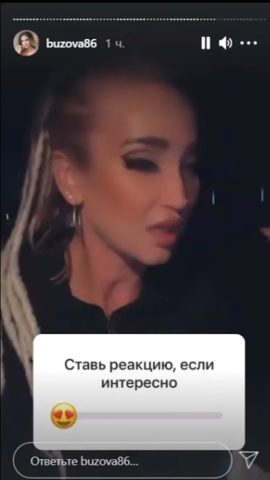 buzova86 1 ч.
Ставь реакцию, если
интересно
Ответьте buzova86...